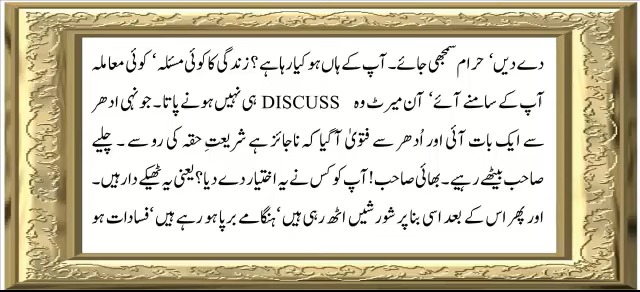 دے دیں‘ حرام سمجھی جائے۔ آپ کے ہاں ہو کیا رہا ہے؟ زندگی کا کوئی مسئلہ‘ کوئی معاملہ
آپ کے سامنے آئے‘ آن میرٹ وہ DISCUSS ہی نہیں ہونے پاتا۔ جونہی ادھر
سے ایک بات آئی اور اُدھر سے فتویٰ آگیا کہ ناجائز ہے شریعتِ حقہ کی رو سے ۔ چلیے
صاحب بیٹھے رہیے۔ بھائی صاحب! آپ کو کس نے یہ اختیار دے دیا؟ یعنی یہ ٹھیکے دار ہیں۔
اور پھر اس کے بعد اسی بنا پر شورشیں اٹھ رہی ہیں‘ ہنگامے برپا ہو رہے ہیں‘ فسادات ہو